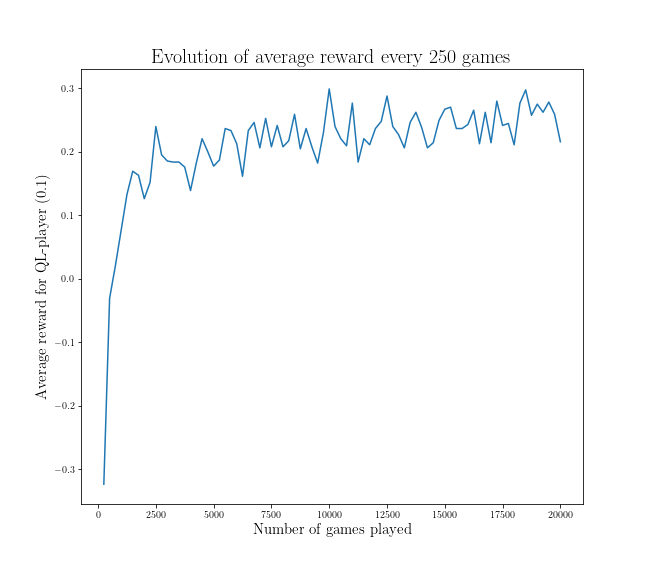 Evolution of average reward every 250 games
0.3
0.2
0.1
0.0
−0.1
−0.2
−0.3
Average reward for QL-player (0.1)
0 2500 5000 7500 10000 12500 15000 17500 20000
Number of games played